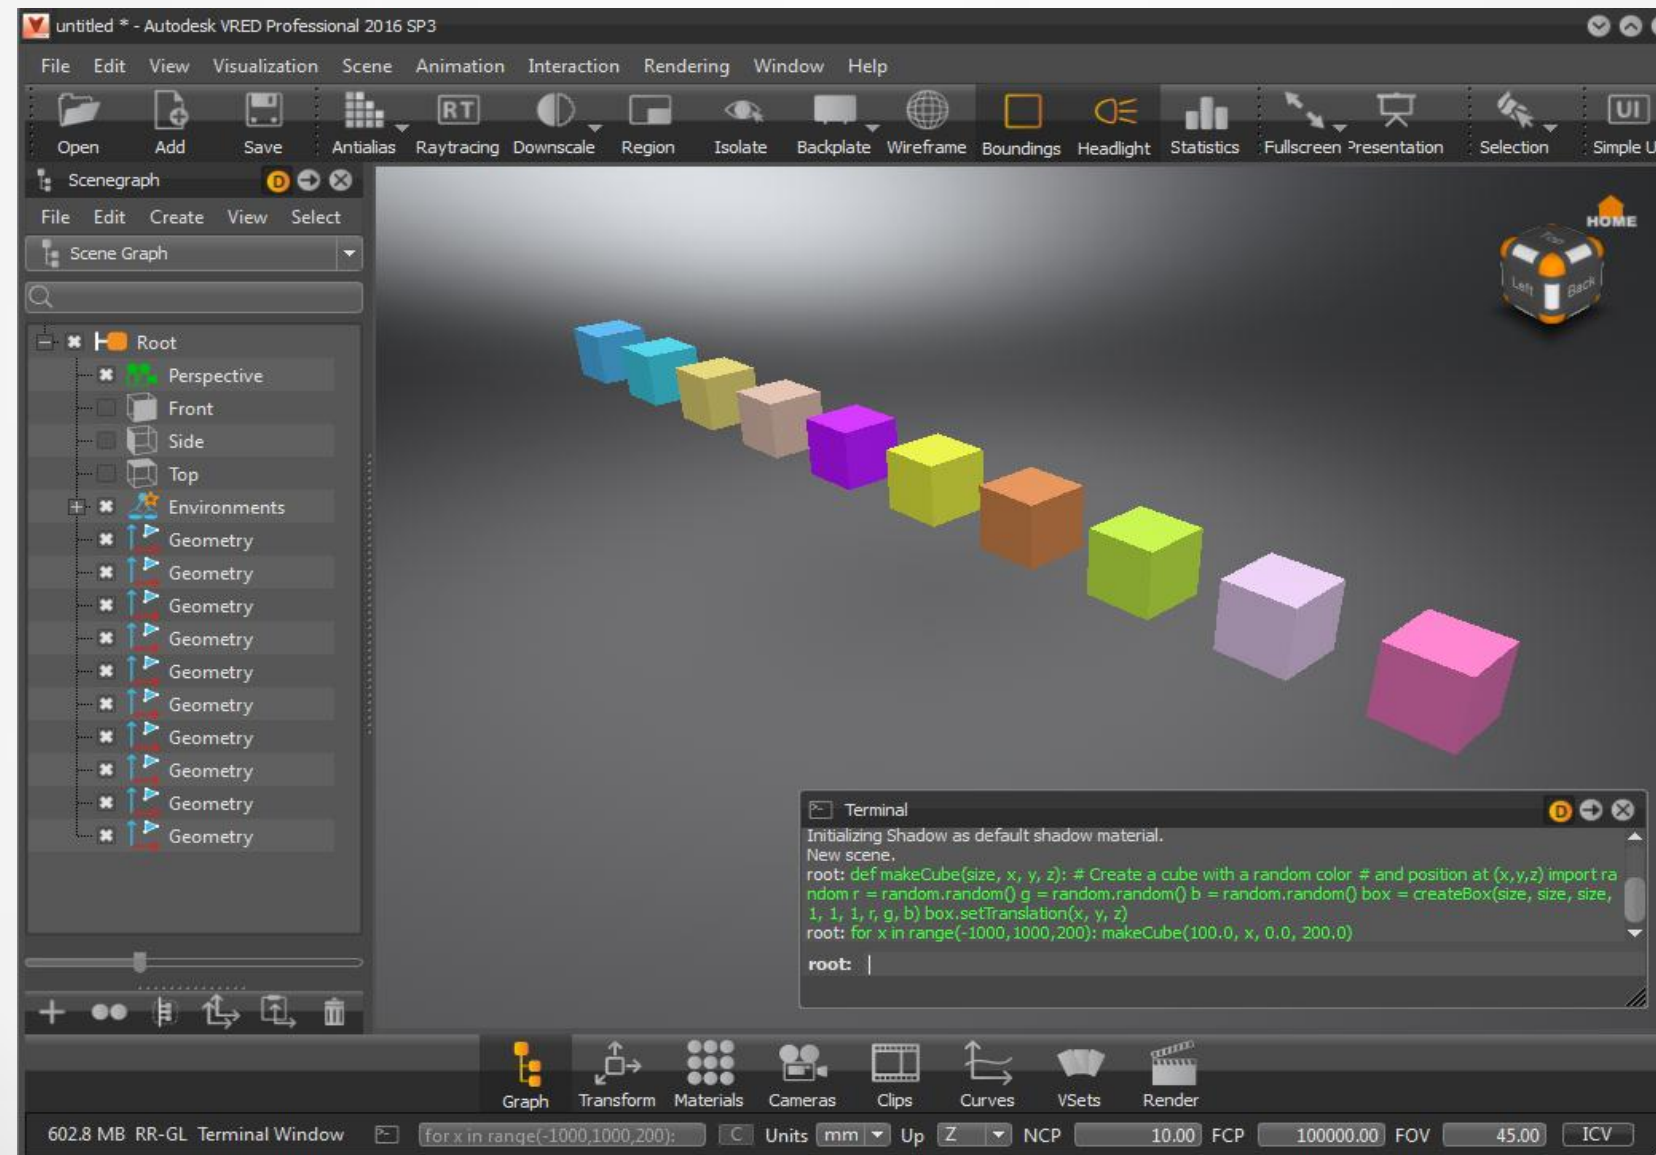 untitled * - Autodesk VRED Professional 2016 SP3
File Edit View Visualization Scene Animation Interaction Rendering Window Help
RT UI
Open Add Save Antialias Raytracing Downscale Region Isolate Backplate Wireframe Boundings Headlight Statistics Fullscreen Presentation Selection Simple U
Scenegraph D
File Edit Create View Select
Scene Graph
HOME
Top
Left Back
Root
Perspective
Front
Side
Top
Environments
Geometry
Geometry
Geometry
Geometry
Geometry
Geometry
Geometry
Geometry
Geometry
Geometry
Terminal D
Initializing Shadow as default shadow material.
New scene.
root: def makeCube(size, x, y, z): # Create a cube with a random color # and position at (x,y,z) import ra
ndom r = random.random() g = random.random() b = random.random() box = createBox(size, size, size,
1, 1, 1, r, g, b) box.setTranslation(x, y, z)
root: for x in range(-1000,1000,200): makeCube(100.0, x, 0.0, 200.0)
root:
Graph Transform Materials Cameras Clips Curves VSets Render
602.8 MB RR-GL Terminal Window for x in range(-1000,1000,200): C Units mm Up Z NCP 10.00 FCP 100000.00 FOV 45.00 ICV